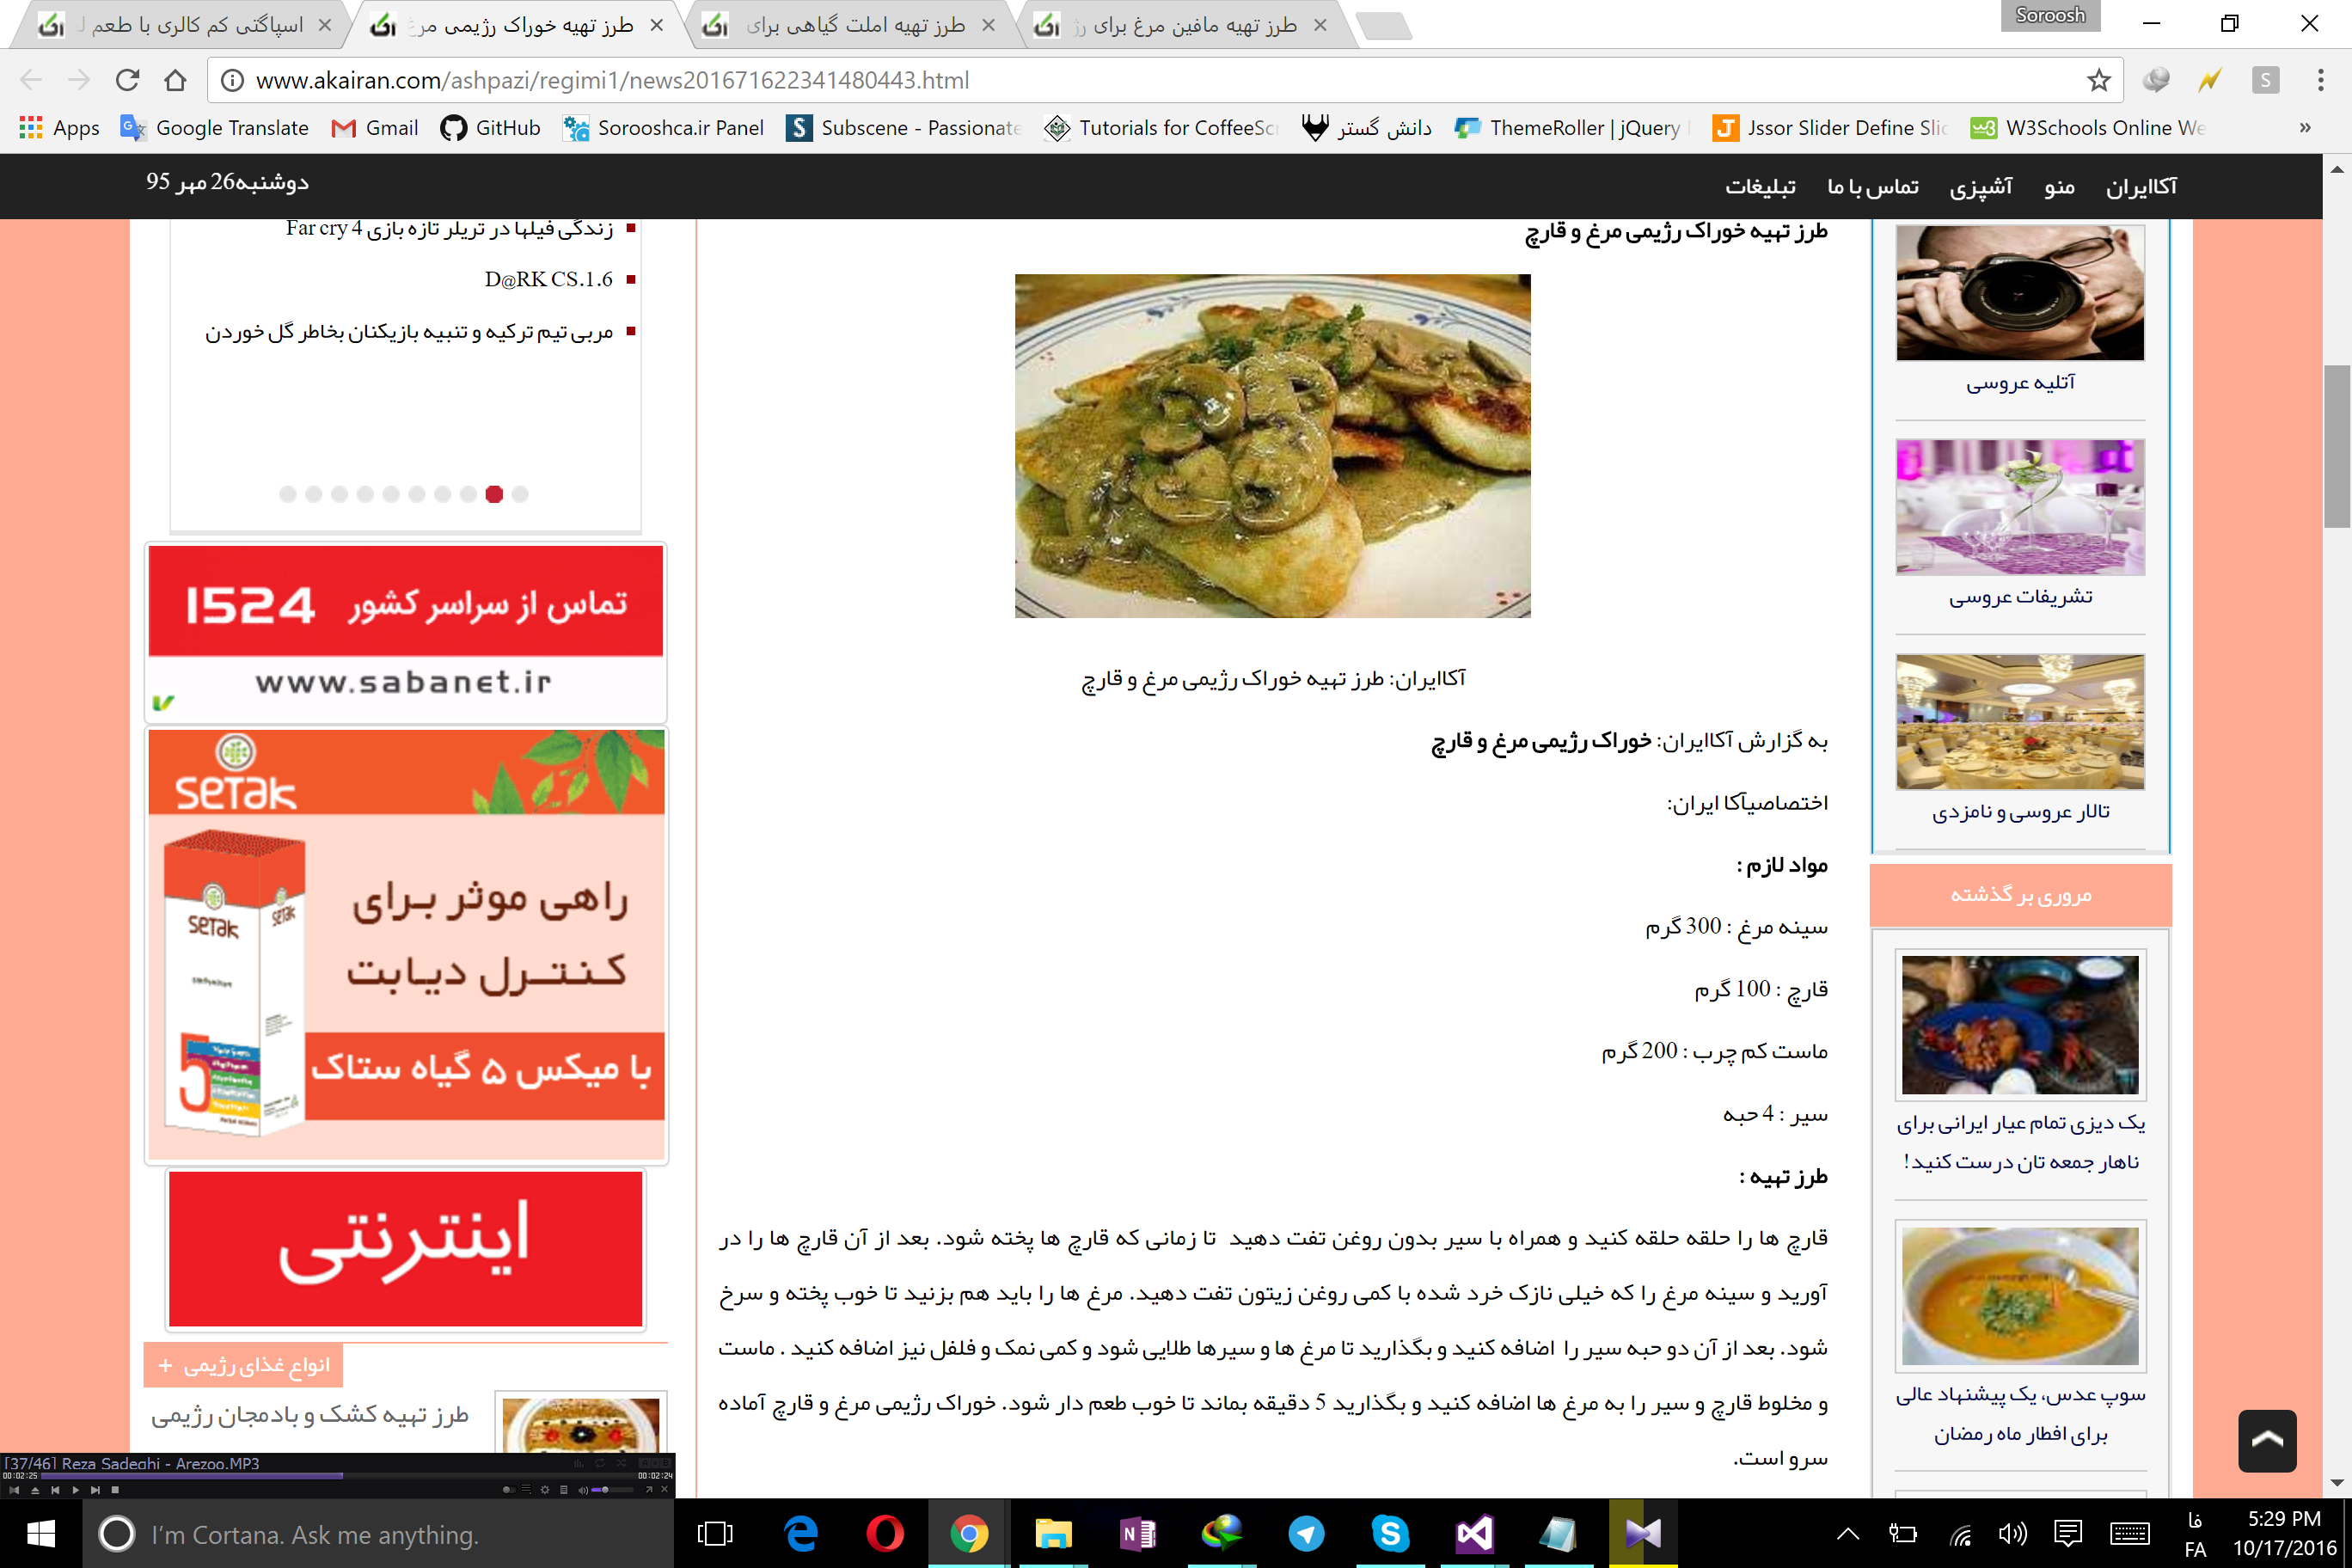 اسپاگتی کم کالری با طعم
طرز تهیه خوراک رژیمی مرغ
طرز تهیه املت گیاهی برای
طرز تهیه مافین مرغ برای رژ
Soroosh
www.akairan.com/ashpazi/regimi1/news201671622341480443.html
Apps
Google Translate
Gmail
GitHub
Sorooshca.ir Panel
Subscene - Passionate
Tutorials for CoffeeScr
دانش گستر
ThemeRoller | jQuery
Jssor Slider Define Slic
W3Schools Online We
»
آکاایران
منو
آشپزی
تماس با ما
تبلیغات
دوشنبه26 مهر 95
آتلیه عروسی
تشریفات عروسی
تالار عروسی و نامزدی
مروری بر گذشته
یک دیزی تمام عیار ایرانی برای
ناهار جمعه تان درست کنید!
سوپ عدس، یک پیشنهاد عالی
برای افطار ماه رمضان
طرز تهیه خوراک رژیمی مرغ و قارچ
آکاایران: طرز تهیه خوراک رژیمی مرغ و قارچ
به گزارش آکاایران: خوراک رژیمی مرغ و قارچ
اختصاصیآکا ایران:
مواد لازم :
سینه مرغ : 300 گرم
قارچ : 100 گرم
ماست کم چرب : 200 گرم
سیر : 4 حبه
طرز تهیه :
قارچ ها را حلقه حلقه کنید و همراه با سیر بدون روغن تفت دهید تا زمانی که قارچ ها پخته شود. بعد از آن قارچ ها را در
آورید و سینه مرغ را که خیلی نازک خرد شده با کمی روغن زیتون تفت دهید. مرغ ها را باید هم بزنید تا خوب پخته و سرخ
شود. بعد از آن دو حبه سیر را اضافه کنید و بگذارید تا مرغ ها و سیرها طلایی شود و کمی نمک و فلفل نیز اضافه کنید . ماست
و مخلوط قارچ و سیر را به مرغ ها اضافه کنید و بگذارید 5 دقیقه بماند تا خوب طعم دار شود. خوراک رژیمی مرغ و قارچ آماده
سرو است.
زندگی فیلها در تریلر تازه بازی Far cry 4
D@RK CS.1.6
مربی تیم ترکیه و تنبیه بازیکنان بخاطر گل خوردن
تماس از سراسر کشور 1524
www.sabanet.ir
SETAK
راهی موثر برای
کنترل دیابت
SETAK
SETAK
5
با میکس ۵ گیاه ستاک
اینترنتی
انواع غذای رژیمی +
طرز تهیه کشک و بادمجان رژیمی
[37/46] Reza Sadeghi - Arezoo.MP3
00:02:25
00:02:24
I'm Cortana. Ask me anything.
فا
FA
5:29 PM
10/17/2016